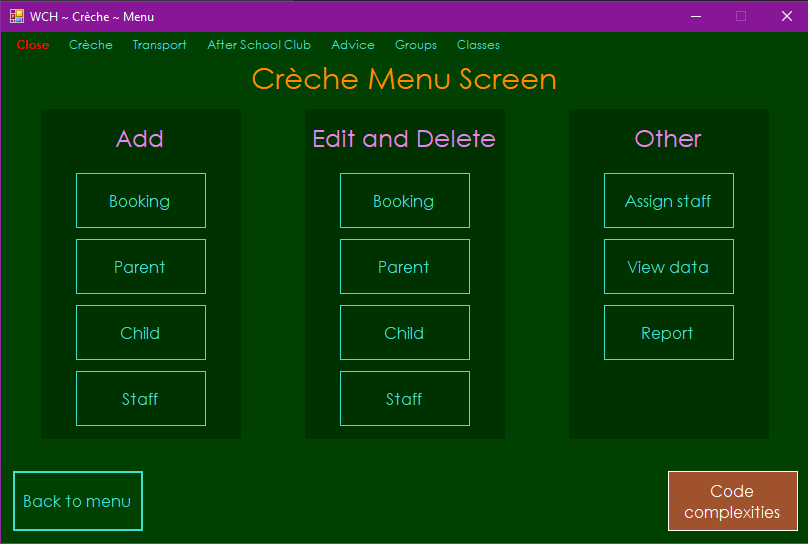 WCH ~ Crèche ~ Menu
Close Crèche Transport After School Club Advice Groups Classes
Crèche Menu Screen
Add
Booking
Parent
Child
Staff
Edit and Delete
Booking
Parent
Child
Staff
Other
Assign staff
View data
Report
Back to menu
Code
complexities